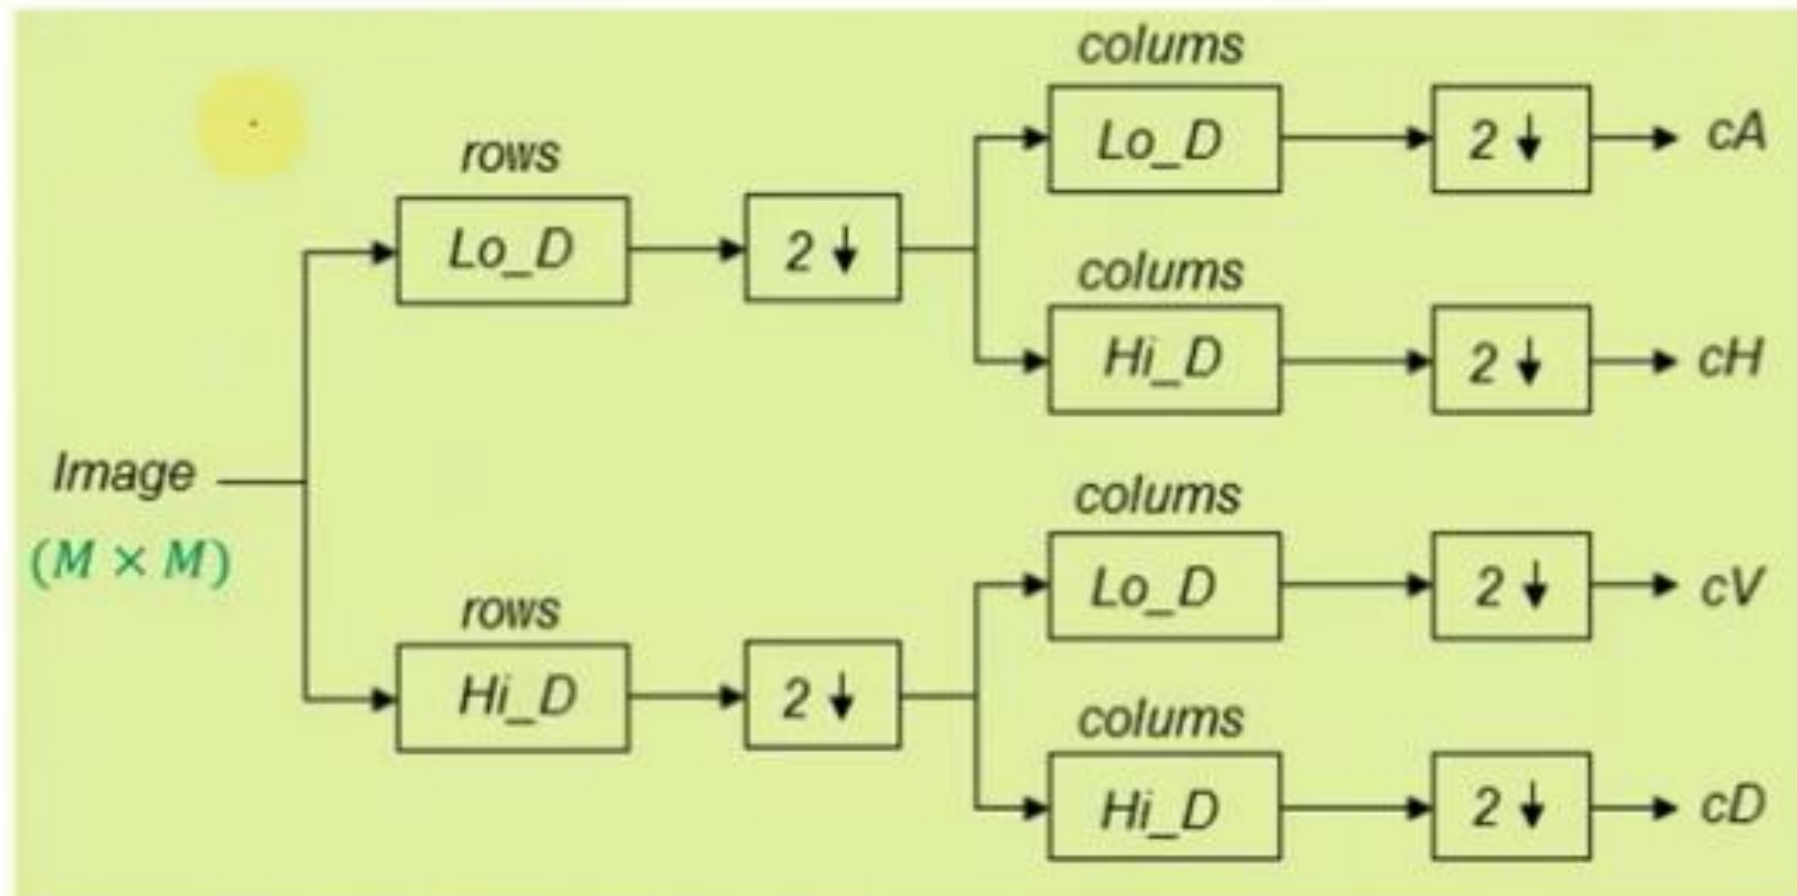 colums
Lo_D 2 ↓ cA
rows
Lo_D 2 ↓
colums
Hi_D 2 ↓ cH
Image
(M × M)
colums
Lo_D 2 ↓ cV
rows
Hi_D 2 ↓
colums
Hi_D 2 ↓ cD